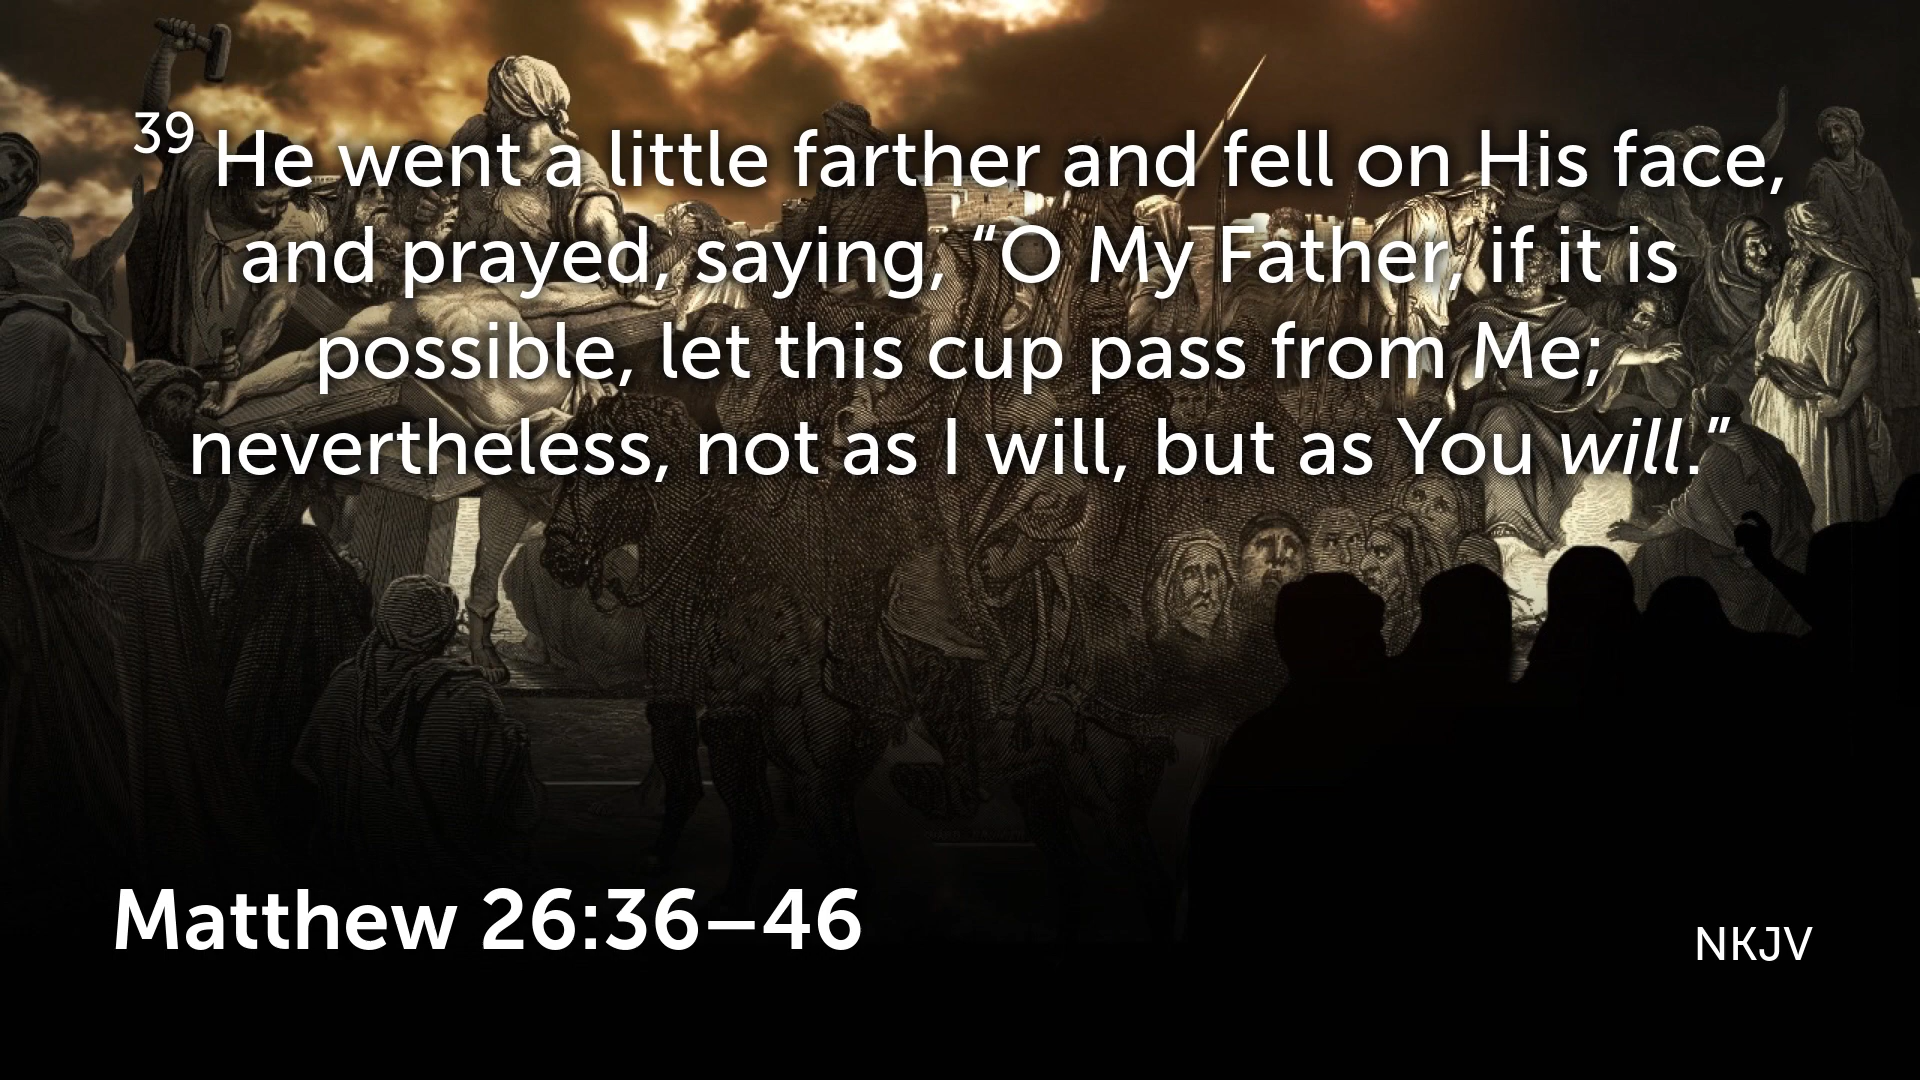 39 He went a little farther and fell on His face,
and prayed, saying, “O My Father, if it is
possible, let this cup pass from Me;
nevertheless, not as I will, but as You will.”
Matthew 26:36–46
NKJV